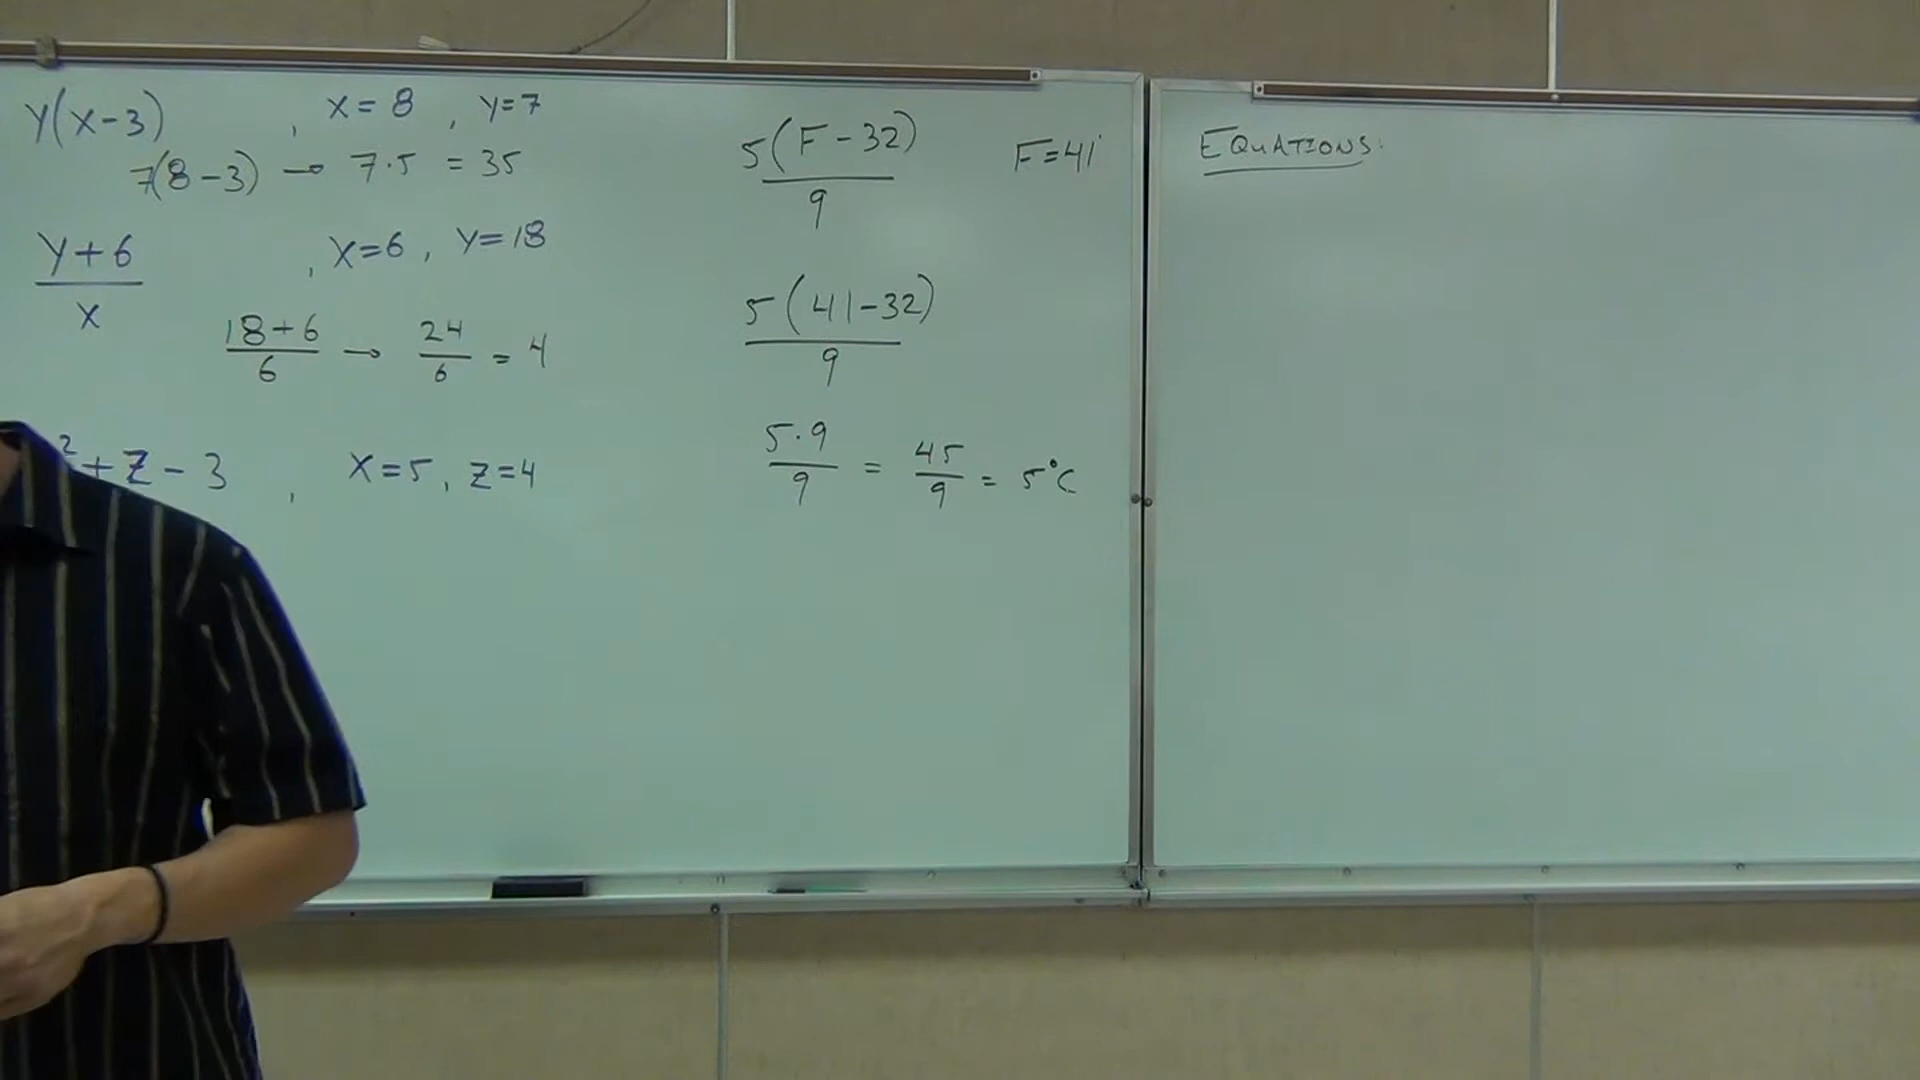 y(x-3) , x = 8 , y=7
7(8-3) → 7·5 = 35
y+6 , x=6 , y=18
x
18+6 → 24 = 4
6 6
²+z-3 , x=5, z=4
5(F-32) F=41
9
5(41-32)
9
5·9 = 45 = 5°C
9 9
EQUATIONS: